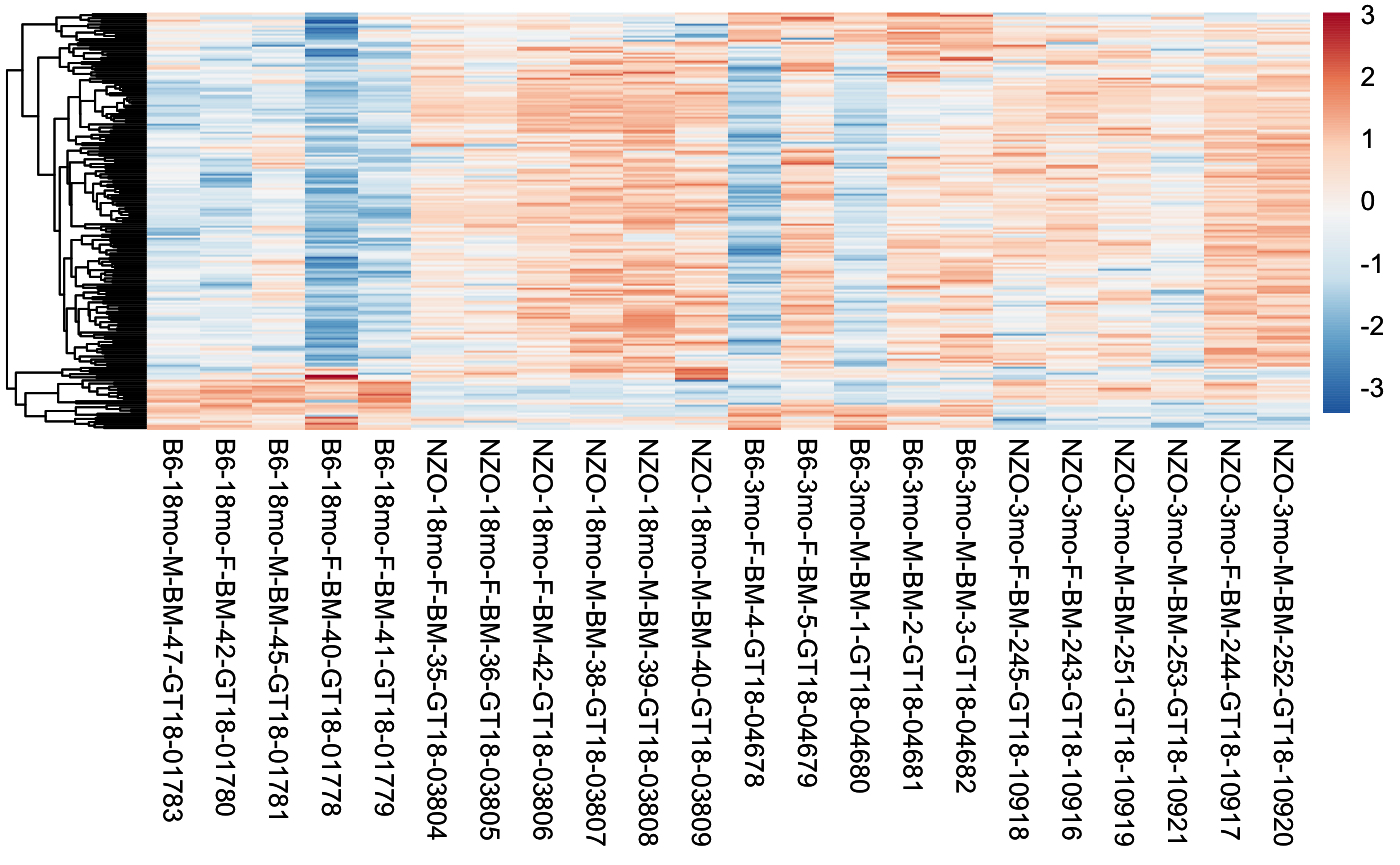 3
2
1
0
-1
-2
-3
B6-18mo-M-BM-47-GT18-01783
B6-18mo-F-BM-42-GT18-01780
B6-18mo-M-BM-45-GT18-01781
B6-18mo-F-BM-40-GT18-01778
B6-18mo-F-BM-41-GT18-01779
NZO-18mo-F-BM-35-GT18-03804
NZO-18mo-F-BM-36-GT18-03805
NZO-18mo-F-BM-42-GT18-03806
NZO-18mo-M-BM-38-GT18-03807
NZO-18mo-M-BM-39-GT18-03808
NZO-18mo-M-BM-40-GT18-03809
B6-3mo-F-BM-4-GT18-04678
B6-3mo-F-BM-5-GT18-04679
B6-3mo-M-BM-1-GT18-04680
B6-3mo-M-BM-2-GT18-04681
B6-3mo-M-BM-3-GT18-04682
NZO-3mo-F-BM-245-GT18-10918
NZO-3mo-F-BM-243-GT18-10916
NZO-3mo-M-BM-251-GT18-10919
NZO-3mo-M-BM-253-GT18-10921
NZO-3mo-F-BM-244-GT18-10917
NZO-3mo-M-BM-252-GT18-10920